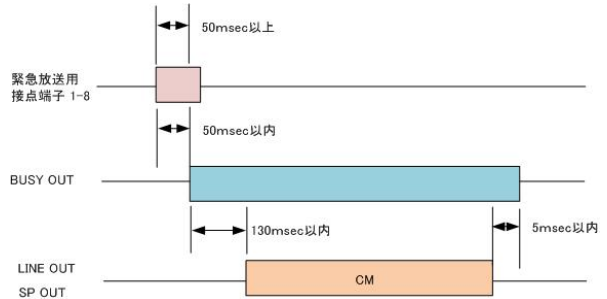 50msec以上
緊急放送用
接点端子 1-8
50msec以内
BUSY OUT
130msec以内
5msec以内
LINE OUT
CM
SP OUT